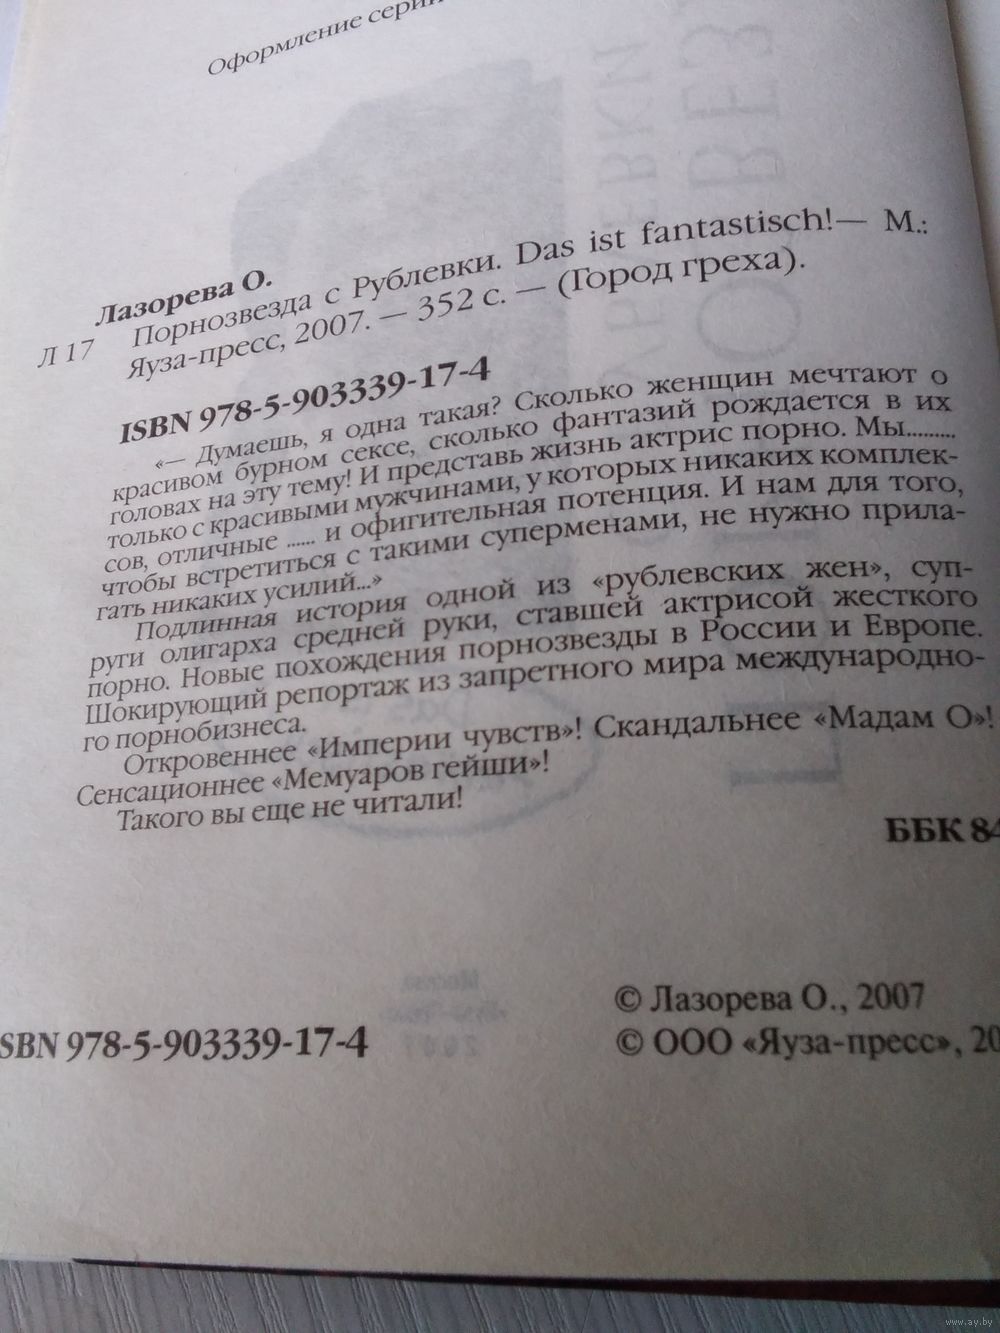 Оформление серии
Лазорева О.
Л 17 Порнозвезда с Рублевки. Das ist fantastisch!— М.:
Яуза-пресс, 2007. — 352 с. — (Город греха).
ISBN 978-5-903339-17-4
«— Думаешь, я одна такая? Сколько женщин мечтают о
красивом бурном сексе, сколько фантазий рождается в их
головах на эту тему! И представь жизнь актрис порно. Мы.........
только с красивыми мужчинами, у которых никаких комплек-
сов, отличные ...... и офигительная потенция. И нам для того,
чтобы встретиться с такими суперменами, не нужно прила-
гать никаких усилий...»
Подлинная история одной из «рублевских жен», суп-
руги олигарха средней руки, ставшей актрисой жесткого
порно. Новые похождения порнозвезды в России и Европе.
Шокирующий репортаж из запретного мира международно-
го порнобизнеса.
Откровеннее «Империи чувств»! Скандальнее «Мадам О»!
Сенсационнее «Мемуаров гейши»!
Такого вы еще не читали!
ББК 84
© Лазорева О., 2007
SBN 978-5-903339-17-4 © ООО «Яуза-пресс», 20
www.ay.by